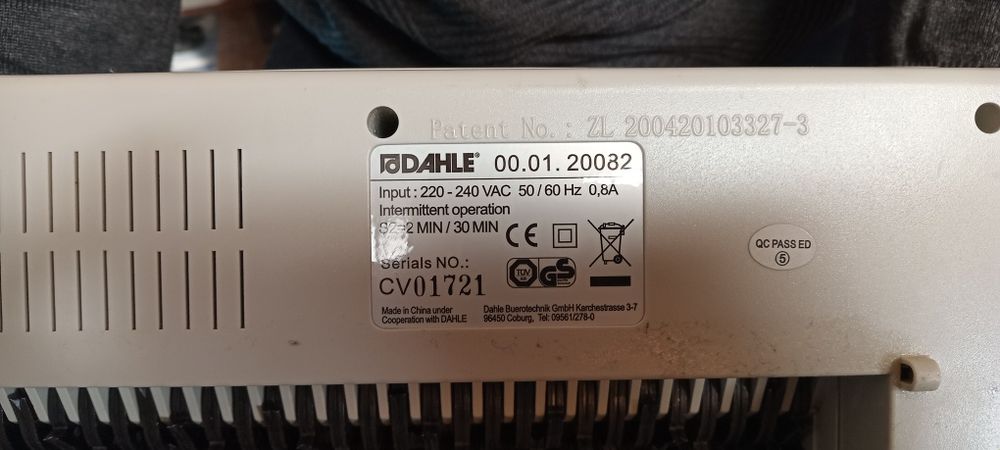 Patent No.: ZL 200420103327-3
DAHLE® 00.01.20082
Input : 220 - 240 VAC 50 / 60 Hz 0,8A
Intermittent operation
S2=2 MIN / 30 MIN
CE
Serials NO.:
TÜV GS
CV01721
Made in China under
Cooperation with DAHLE
Dahle Buerotechnik GmbH Karchestrasse 3-7
96450 Coburg, Tel: 09561/278-0
QC PASSED
5